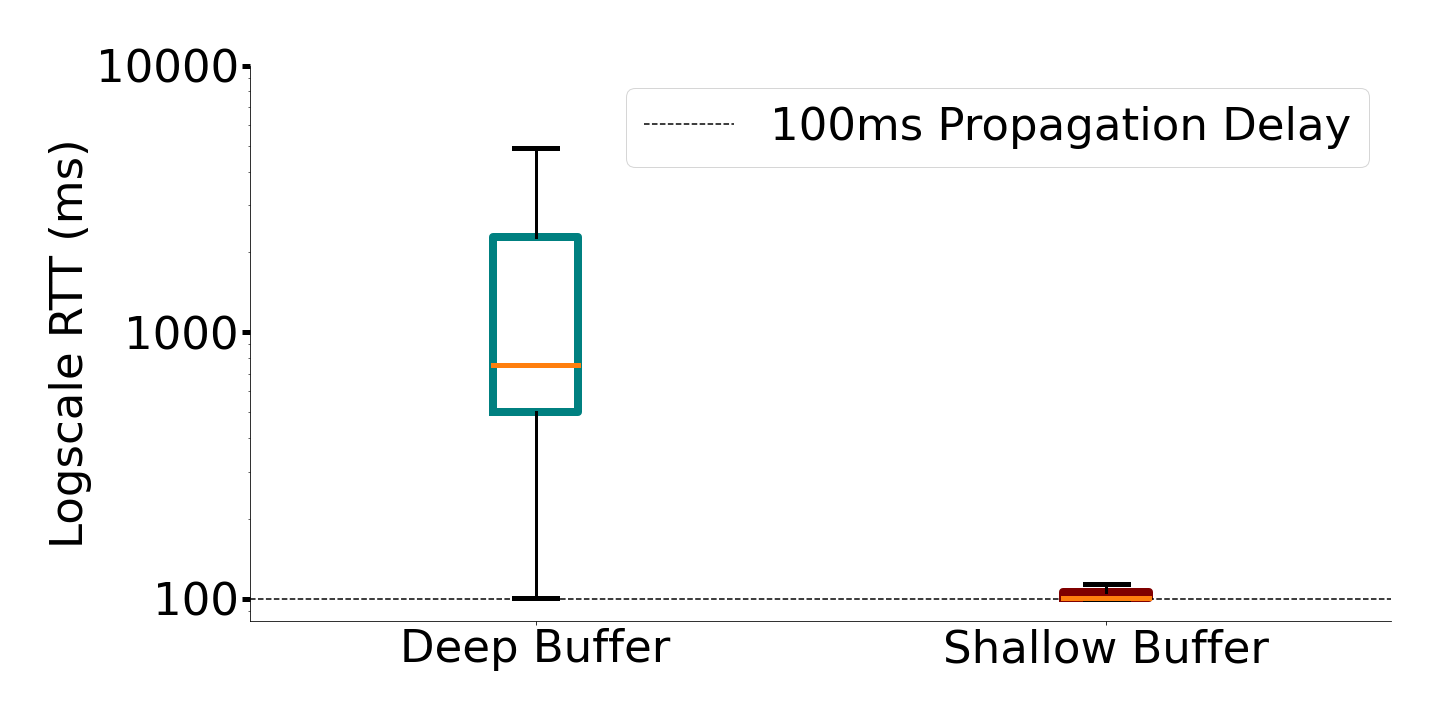 10000
100ms Propagation Delay
Logscale RTT (ms)
1000
100
Deep Buffer
Shallow Buffer